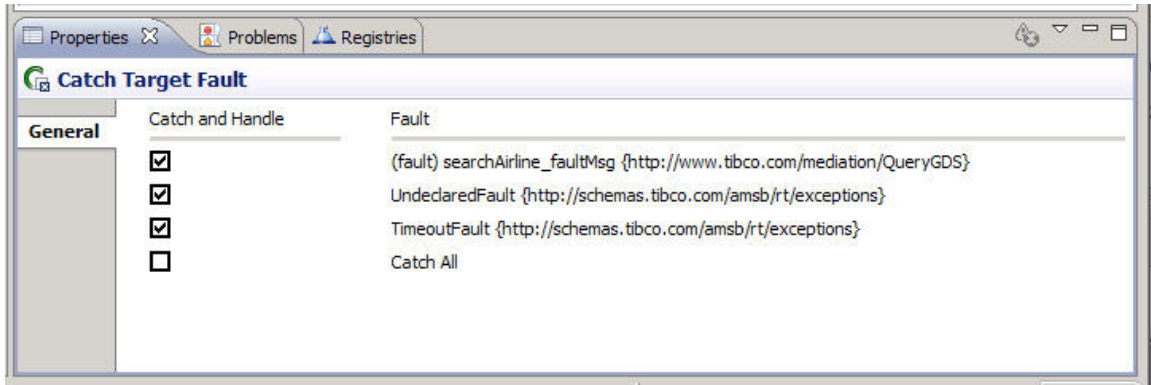 Properties Problems Registries
Catch Target Fault
General
Catch and Handle Fault
(fault) searchAirline_faultMsg {http://www.tibco.com/mediation/QueryGDS}
UndeclaredFault {http://schemas.tibco.com/amsb/rt/exceptions}
TimeoutFault {http://schemas.tibco.com/amsb/rt/exceptions}
Catch All